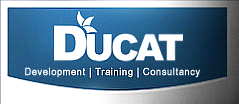 DUCAT
Development | Training | Consultancy